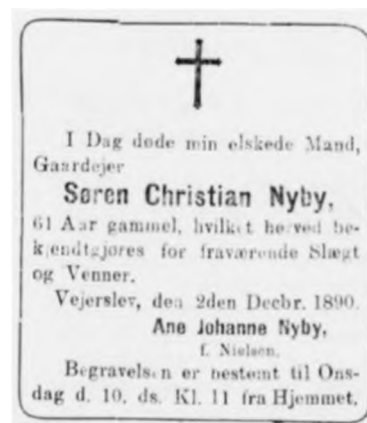 I Dag døde min elskede Mand,
Gaardejer
Søren Christian Nyby,
61 Aar gammel, hvilket herved be-
kjendtgjøres for fraværende Slægt
og Venner.
Vejerslev, den 2den Decbr. 1890.
Ane Johanne Nyby,
f. Nielsen.
Begravelsen er bestemt til Ons-
dag d. 10. ds. Kl. 11 fra Hjemmet.